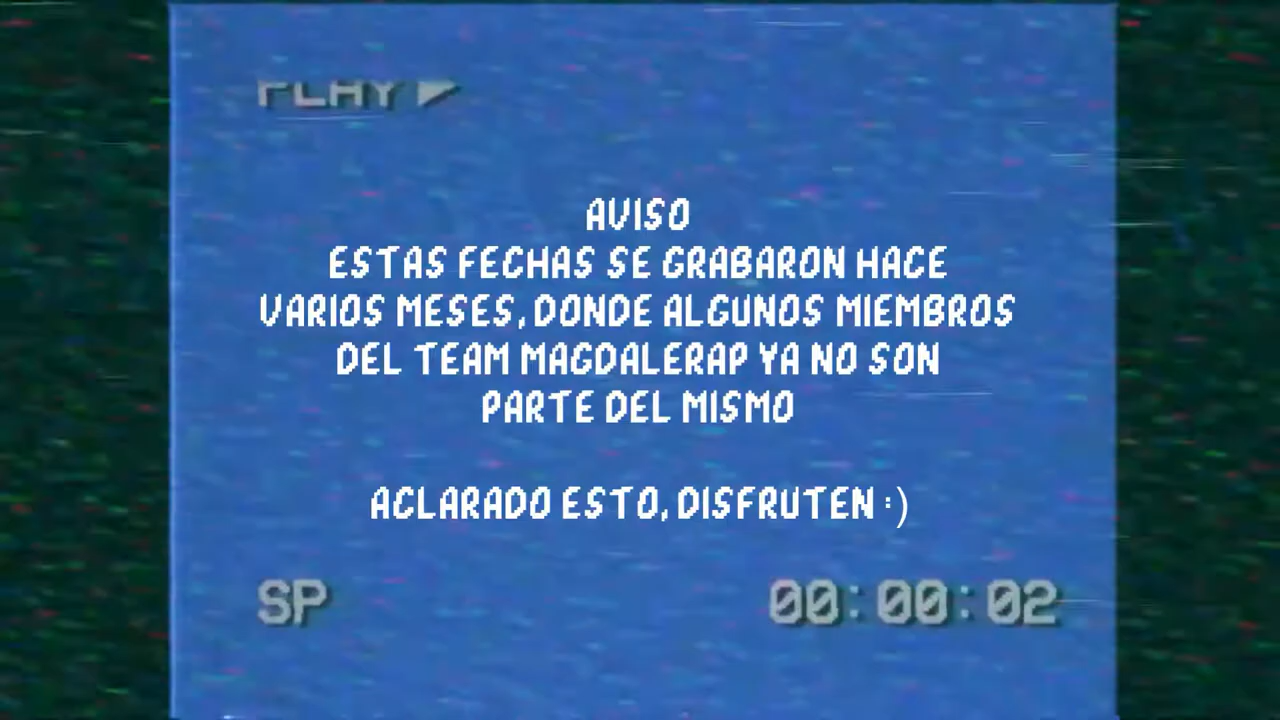 PLAY
AVISO
ESTAS FECHAS SE GRABARON HACE
VARIOS MESES, DONDE ALGUNOS MIEMBROS
DEL TEAM MAGDALERAP YA NO SON
PARTE DEL MISMO
ACLARADO ESTO, DISFRUTEN :)
SP
00:00:02